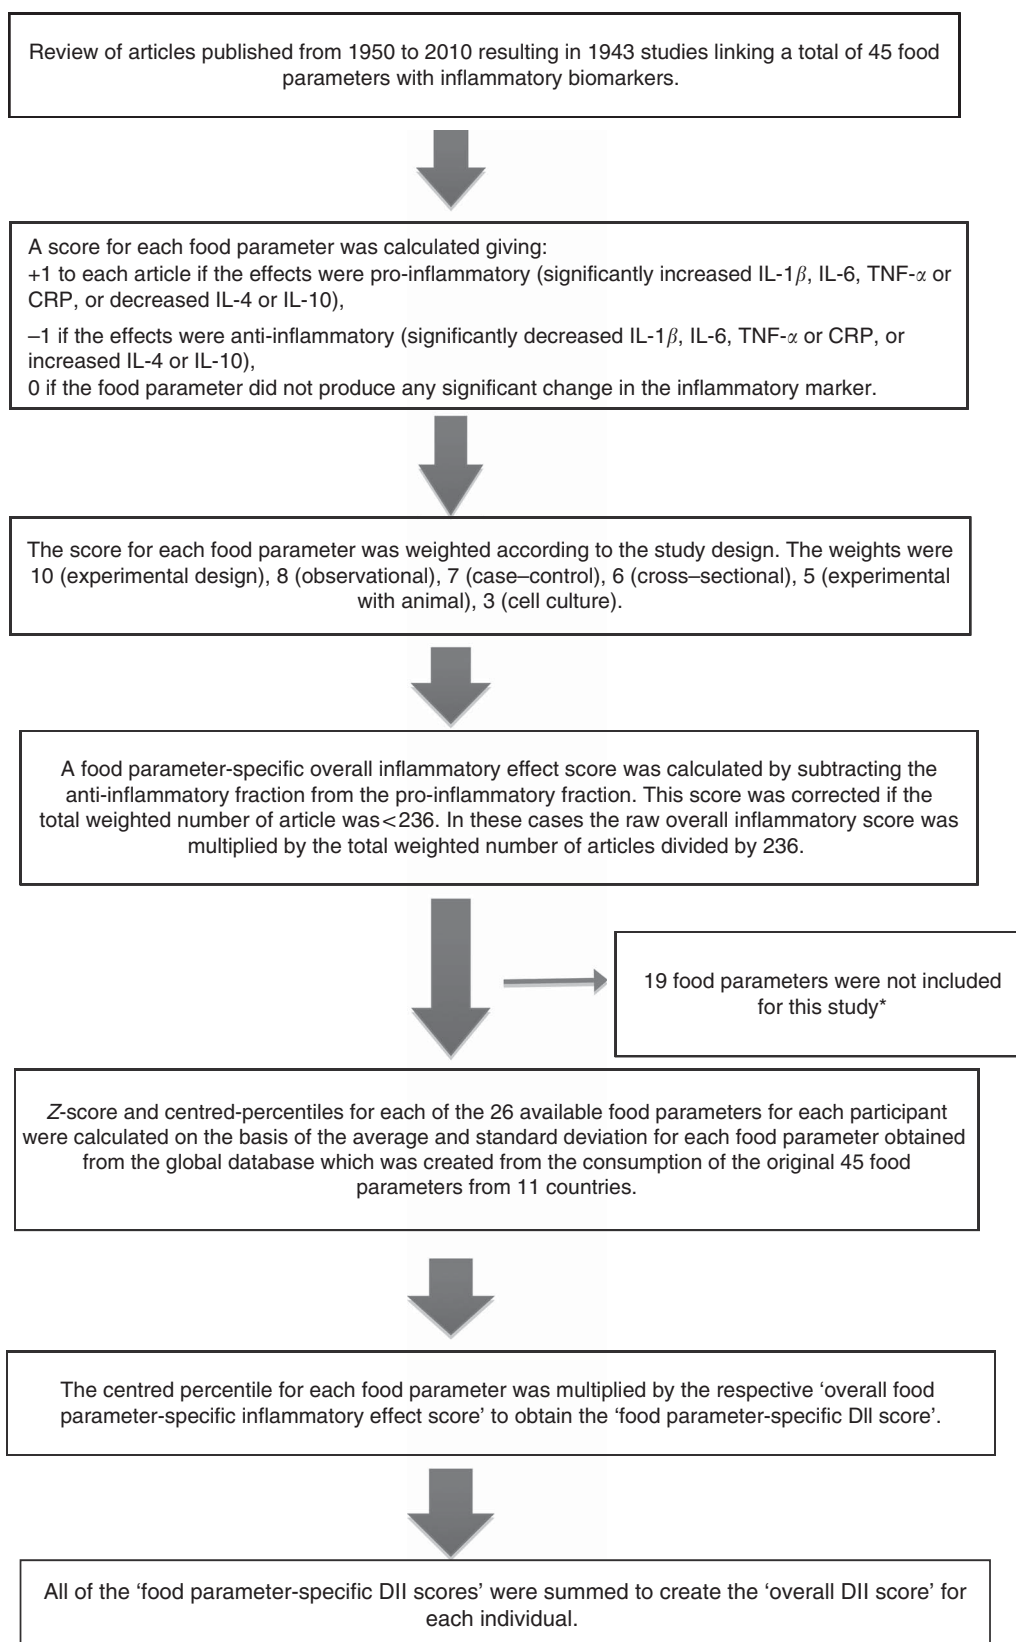 Review of articles published from 1950 to 2010 resulting in 1943 studies linking a total of 45 food
parameters with inflammatory biomarkers.
A score for each food parameter was calculated giving:
+1 to each article if the effects were pro-inflammatory (significantly increased IL-1β, IL-6, TNF-α or
CRP, or decreased IL-4 or IL-10),
–1 if the effects were anti-inflammatory (significantly decreased IL-1β, IL-6, TNF-α or CRP, or
increased IL-4 or IL-10),
0 if the food parameter did not produce any significant change in the inflammatory marker.
The score for each food parameter was weighted according to the study design. The weights were
10 (experimental design), 8 (observational), 7 (case–control), 6 (cross–sectional), 5 (experimental
with animal), 3 (cell culture).
A food parameter-specific overall inflammatory effect score was calculated by subtracting the
anti-inflammatory fraction from the pro-inflammatory fraction. This score was corrected if the
total weighted number of article was<236. In these cases the raw overall inflammatory score was
multiplied by the total weighted number of articles divided by 236.
19 food parameters were not included
for this study*
Z-score and centred-percentiles for each of the 26 available food parameters for each participant
were calculated on the basis of the average and standard deviation for each food parameter obtained
from the global database which was created from the consumption of the original 45 food
parameters from 11 countries.
The centred percentile for each food parameter was multiplied by the respective ‘overall food
parameter-specific inflammatory effect score’ to obtain the ‘food parameter-specific DII score’.
All of the ‘food parameter-specific DII scores’ were summed to create the ‘overall DII score’ for
each individual.